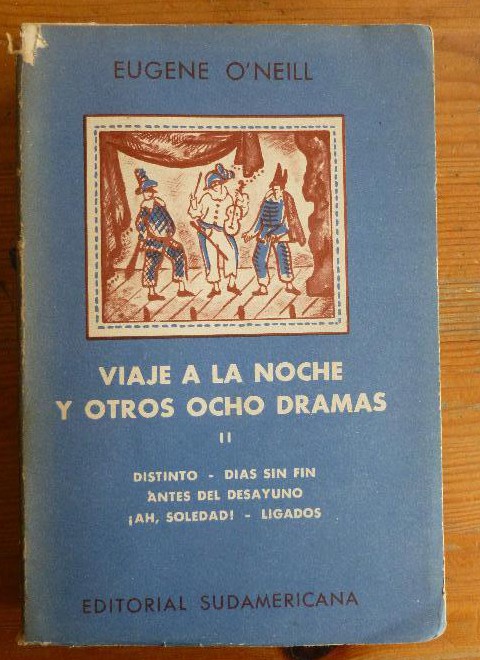 EUGENE O'NEILL
VIAJE A LA NOCHE
Y OTROS OCHO DRAMAS
II
DISTINTO - DIAS SIN FIN
ANTES DEL DESAYUNO
¡AH, SOLEDAD! - LIGADOS
EDITORIAL SUDAMERICANA